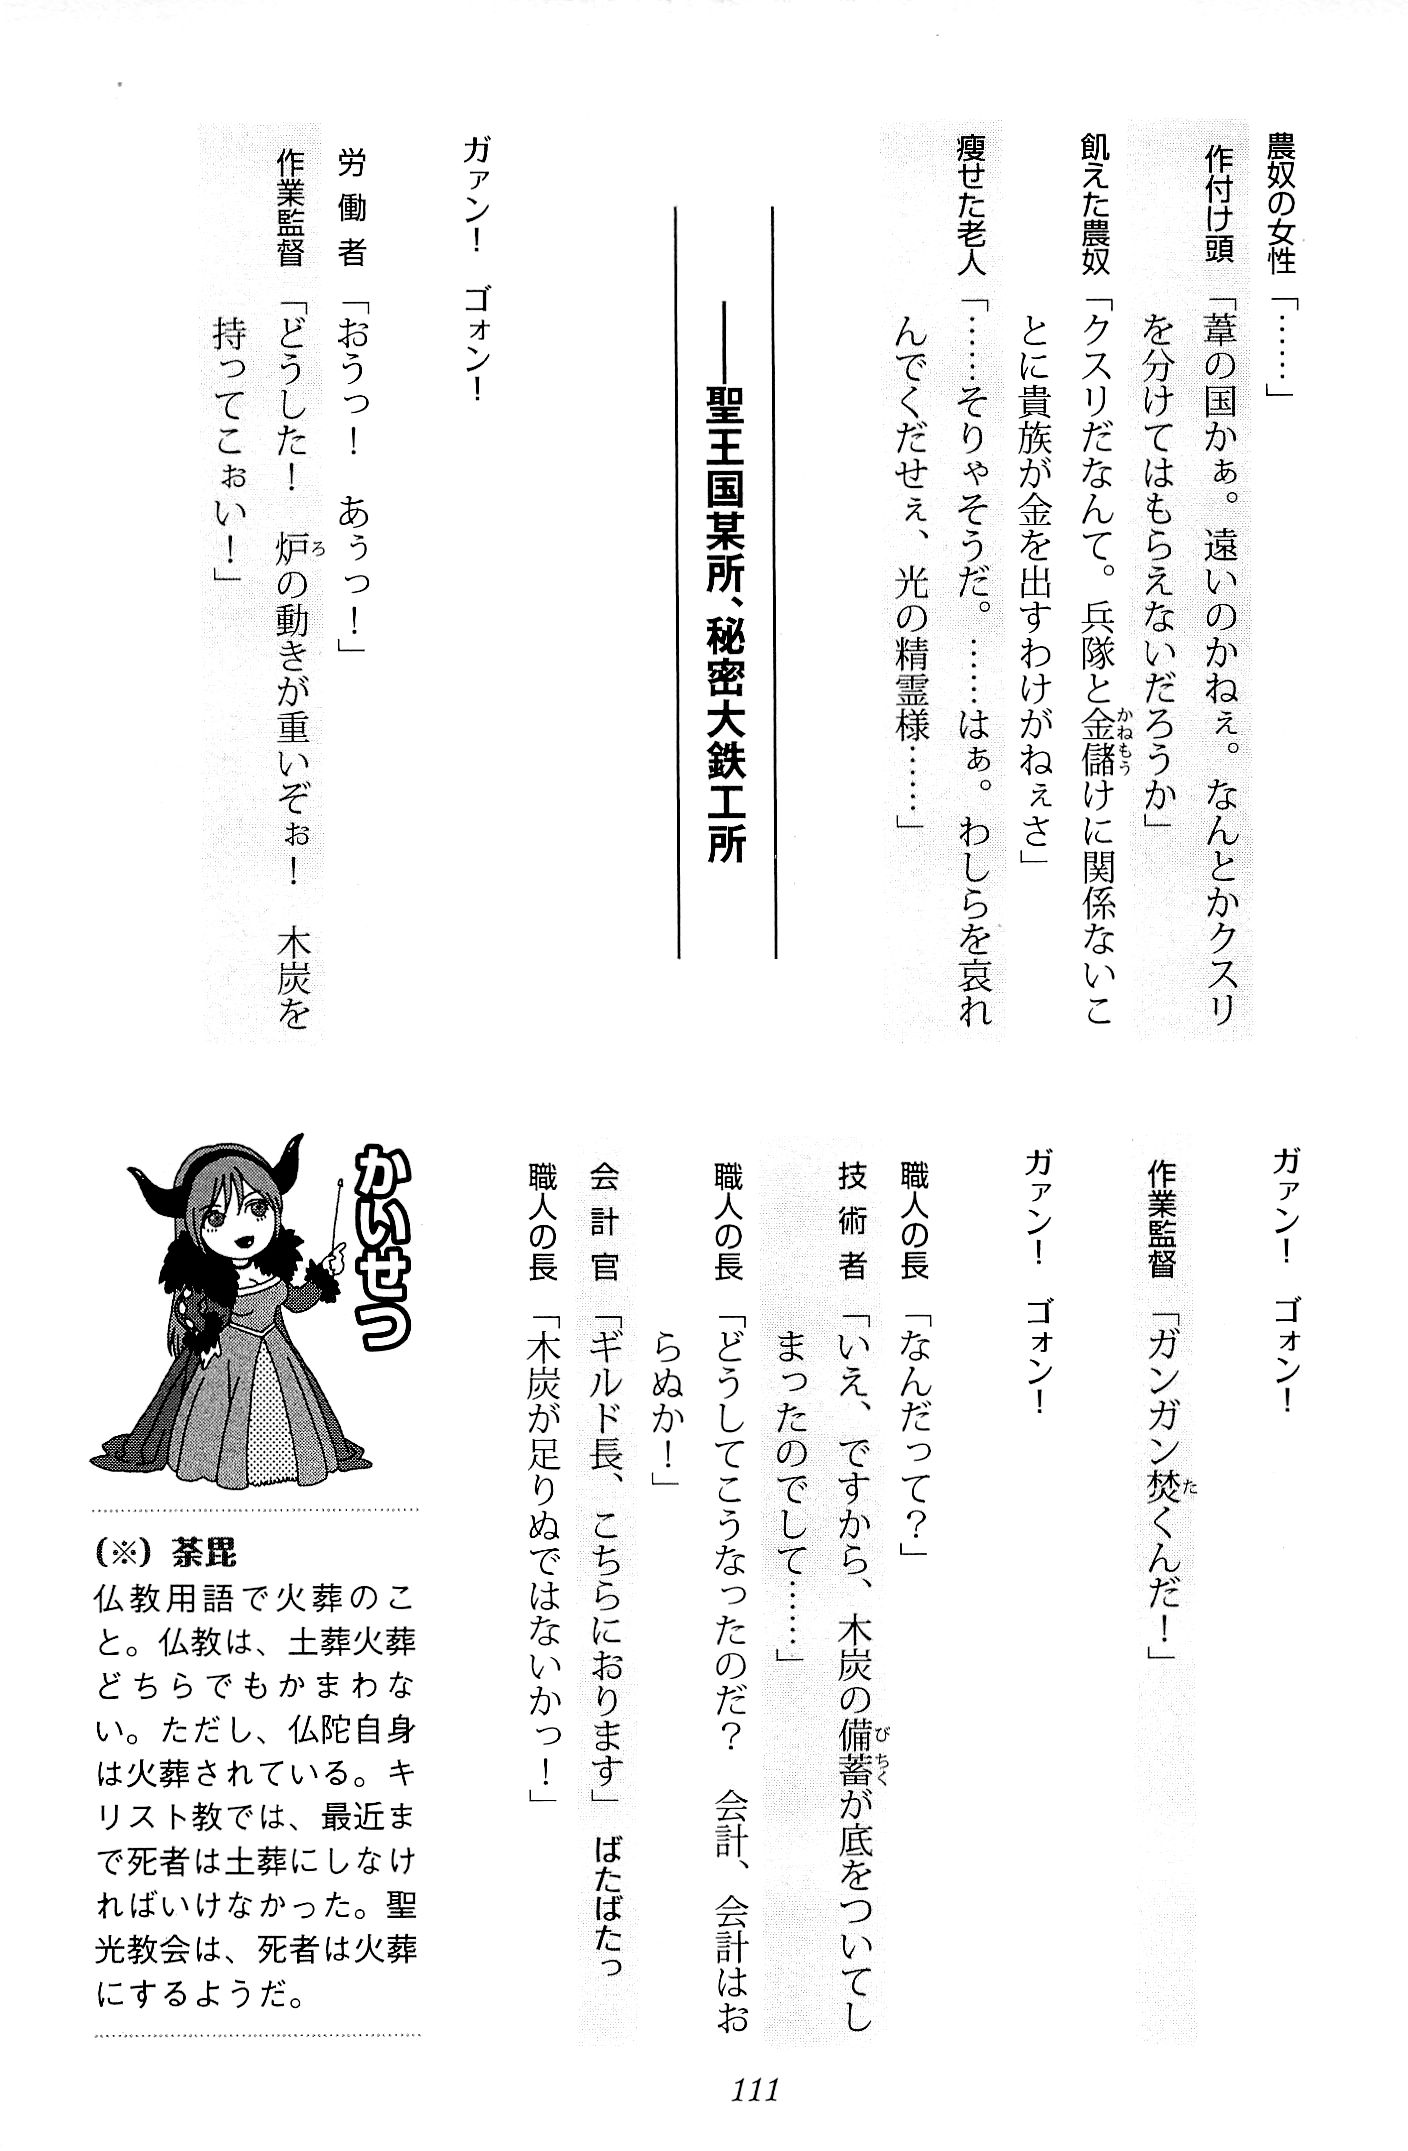 農奴の女性「……」
作付け頭「葦の国かぁ。遠いのかねぇ。なんとかクスリ
を分けてはもらえないだろうか」
飢えた農奴「クスリだなんて。兵隊と金儲けに関係ないこ
とに貴族が金を出すわけがねぇさ」
痩せた老人「……そりゃそうだ。……はぁ。わしらを哀れ
んでくだせぇ、光の精霊様……」
――聖王国某所、秘密大鉄工所
ガァン！　ゴォン！
労働者「おうっ！　あぅっ！」
作業監督「どうした！　炉の動きが重いぞぉ！　木炭を
持ってこぉい！」
ガァン！　ゴォン！
作業監督「ガンガン焚くんだ！」
ガァン！　ゴォン！
職人の長「なんだって？」
技術者「いえ、ですから、木炭の備蓄が底をついてし
まったのでして……」
職人の長「どうしてこうなったのだ？　会計、会計はお
らぬか！」
会計官「ギルド長、こちらにおります」ばたばたっ
職人の長「木炭が足りぬではないかっ！」
かいせつ
（※）荼毘
仏教用語で火葬のこ
と。仏教は、土葬火葬
どちらでもかまわな
い。ただし、仏陀自身
は火葬されている。キ
リスト教では、最近ま
で死者は土葬にしなけ
ればいけなかった。聖
光教会は、死者は火葬
にするようだ。
111